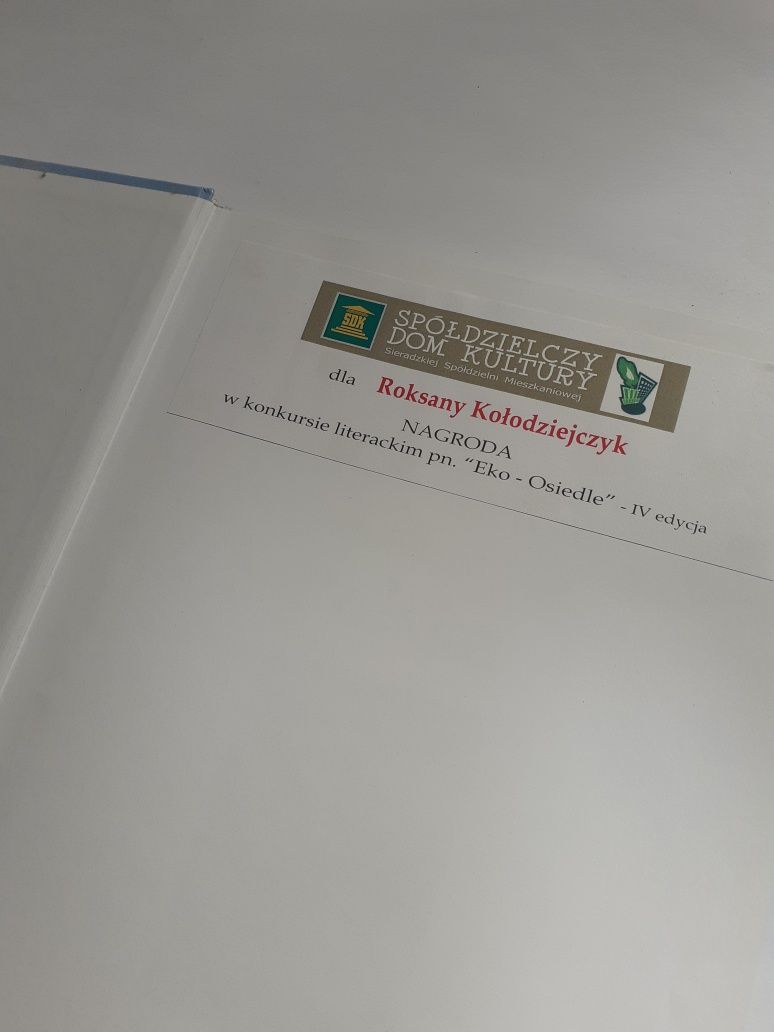 SDK
SPÓŁDZIELCZY
DOM KULTURY
Sieradzkiej Spółdzielni Mieszkaniowej
dla Roksany Kołodziejczyk
NAGRODA
w konkursie literackim pn. “Eko - Osiedle” - IV edycja